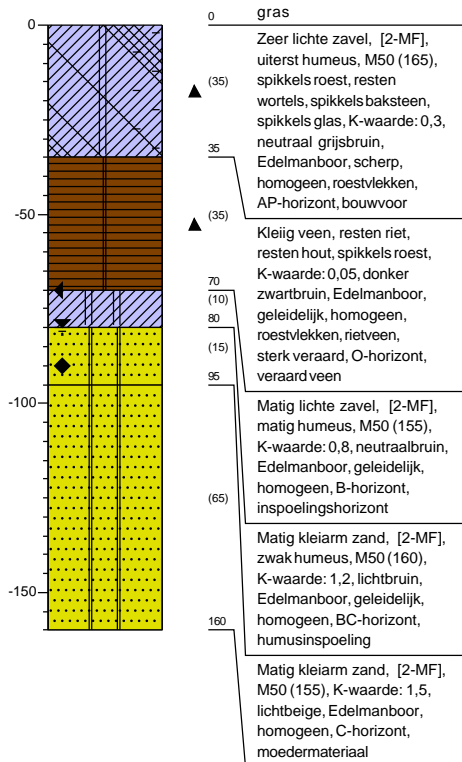 0
-50
-100
-150
0
(35)
35
(35)
70
(10)
80
(15)
95
(65)
160
gras
Zeer lichte zavel, [2-MF],
uiterst humeus, M50 (165),
spikkels roest, resten
wortels, spikkels baksteen,
spikkels glas, K-waarde: 0,3,
neutraal grijsbruin,
Edelmanboor, scherp,
homogeen, roestvlekken,
AP-horizont, bouwvoor
Kleiig veen, resten riet,
resten hout, spikkels roest,
K-waarde: 0,05, donker
zwartbruin, Edelmanboor,
geleidelijk, homogeen,
roestvlekken, rietveen,
sterk veraard, O-horizont,
veraard veen
Matig lichte zavel, [2-MF],
matig humeus, M50 (155),
K-waarde: 0,8, neutraalbruin,
Edelmanboor, geleidelijk,
homogeen, B-horizont,
inspoelingshorizont
Matig kleiarm zand, [2-MF],
zwak humeus, M50 (160),
K-waarde: 1,2, lichtbruin,
Edelmanboor, geleidelijk,
homogeen, BC-horizont,
humusinspoeling
Matig kleiarm zand, [2-MF],
M50 (155), K-waarde: 1,5,
lichtbeige, Edelmanboor,
homogeen, C-horizont,
moedermateriaal